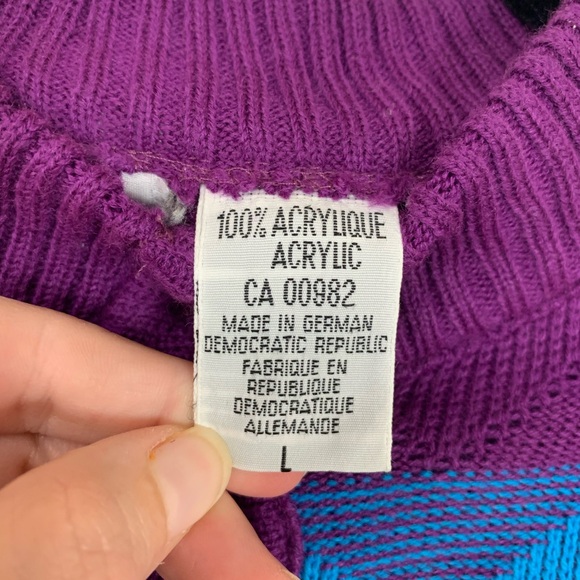 100% ACRYLIQUE
ACRYLIC
CA 00982
MADE IN GERMAN
DEMOCRATIC REPUBLIC
FABRIQUE EN
REPUBLIQUE
DEMOCRATIQUE
ALLEMANDE
L